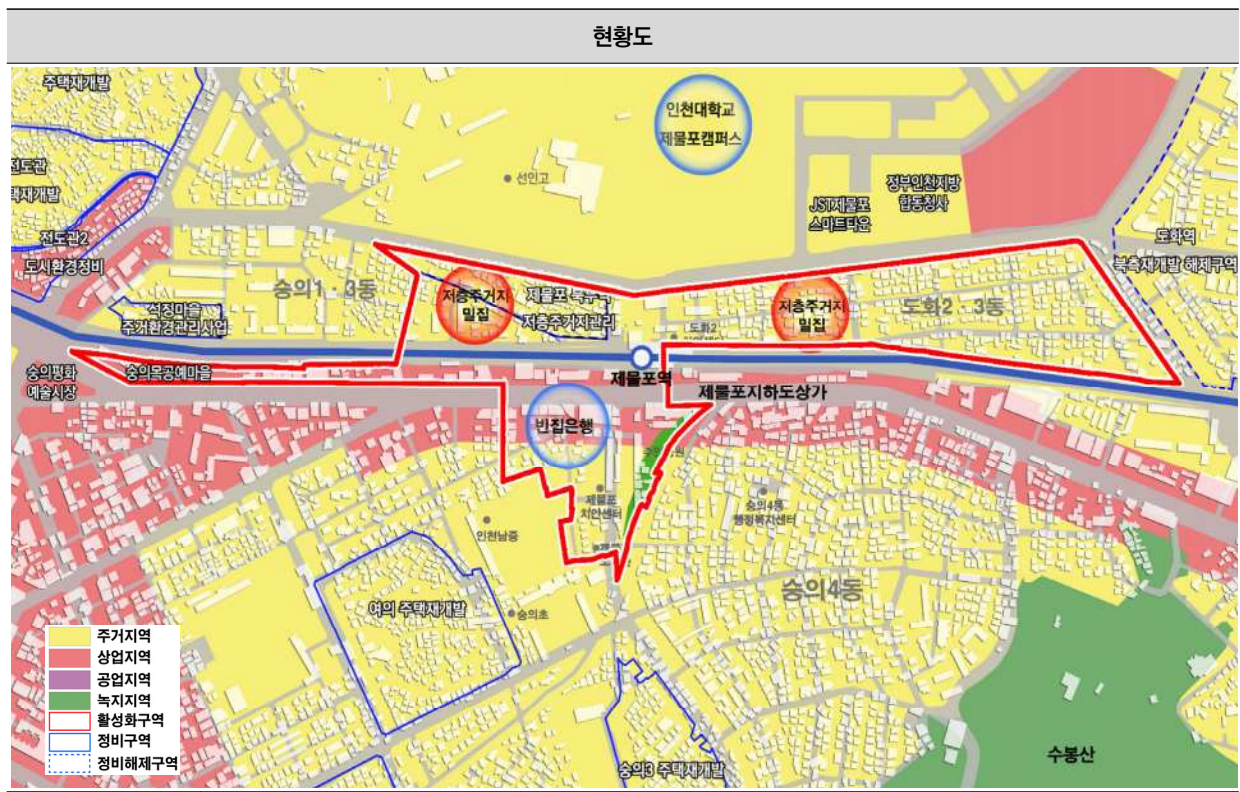 현황도
주택재개발
인천대학교
제물포캠퍼스
전도관
택재개발
선인고
정부인천지방
합동청사
JST제물포
스마트타운
전도관2
도시환경정비
도화역
북측재개발 해제구역
숭의1 · 3동
저층주거지
밀집
저층주거지관리
저층주거지
밀집
도화2 · 3동
석정마을
주거환경관리사업
도화2
숭의평화
예술시장
숭의목공예마을
제물포역
제물포지하도상가
빈집은행
제물포
치안센터
숭의4동
행정복지센터
인천남중
숭의4동
여의 주택재개발
숭의초
주거지역
상업지역
공업지역
녹지지역
활성화구역
정비구역
정비해제구역
숭의3 주택재개발
수봉산